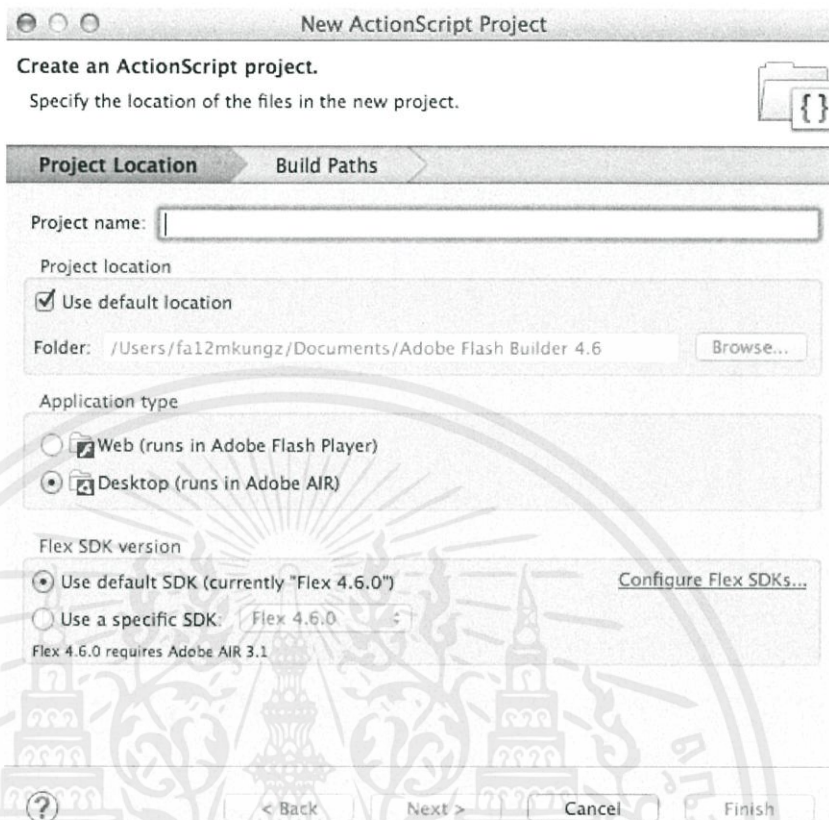 New ActionScript Project
Create an ActionScript project.
Specify the location of the files in the new project.
{}
Project Location
Build Paths
Project name:
Project location
Use default location
Folder: /Users/fa12mkungz/Documents/Adobe Flash Builder 4.6 Browse...
Application type
Web (runs in Adobe Flash Player)
Desktop (runs in Adobe AIR)
Flex SDK version
Use default SDK (currently "Flex 4.6.0") Configure Flex SDKs...
Use a specific SDK: Flex 4.6.0
Flex 4.6.0 requires Adobe AIR 3.1
? < Back Next > Cancel Finish